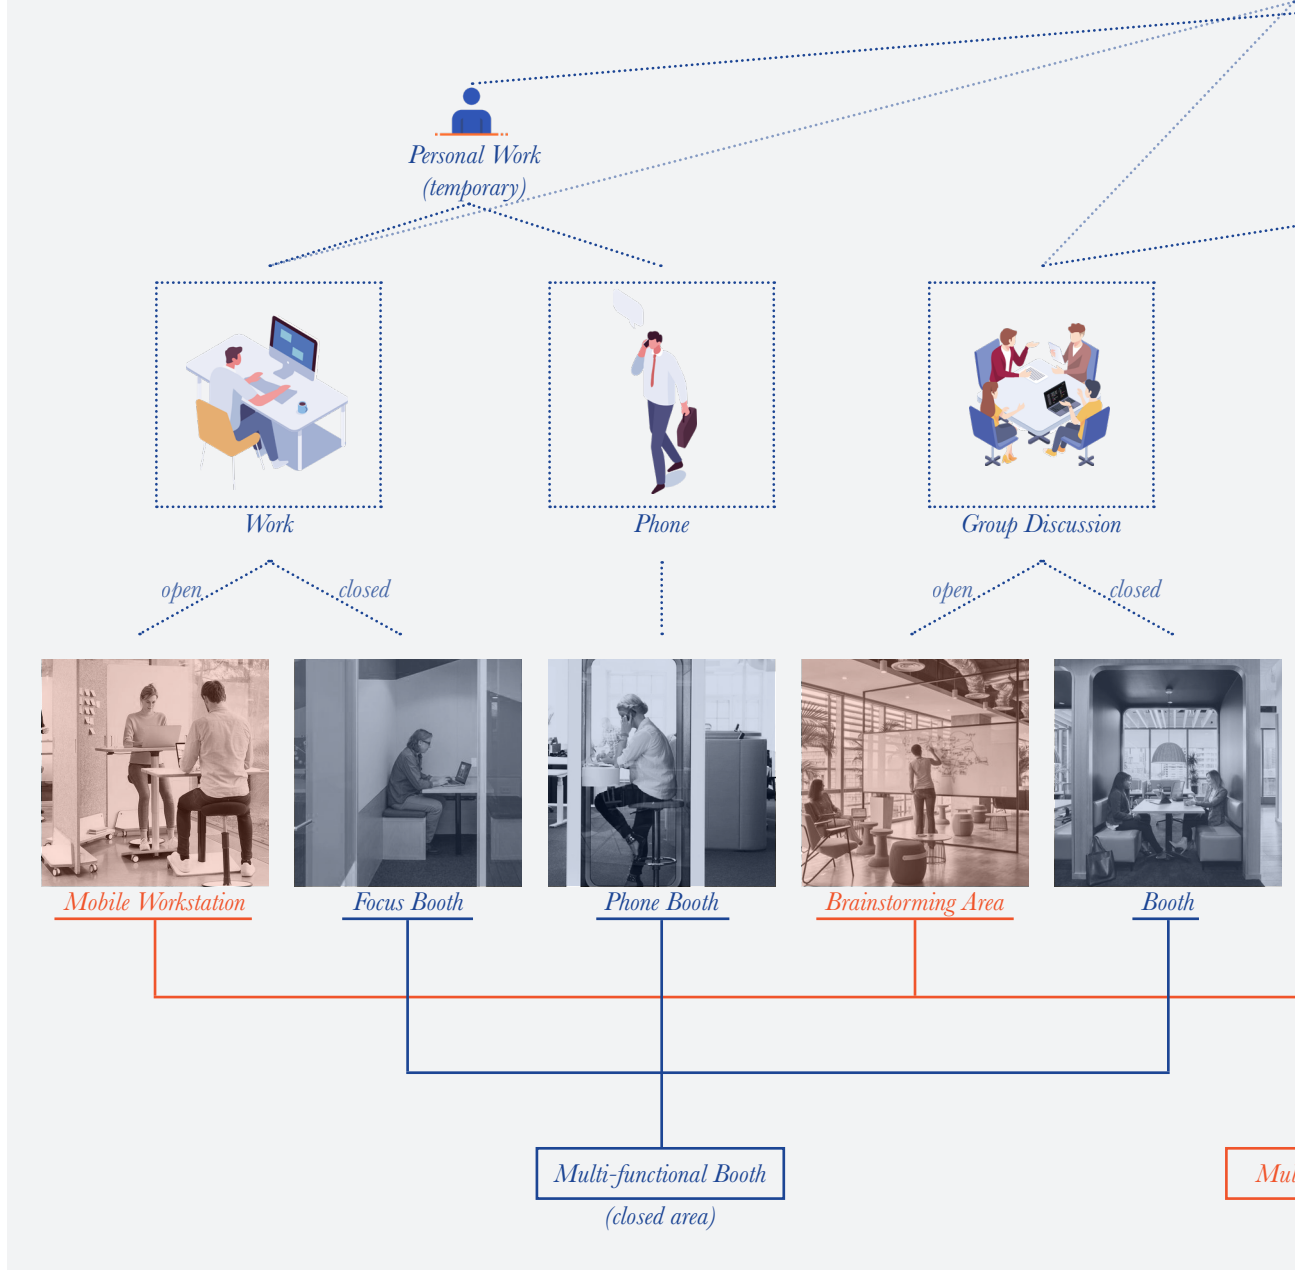 Personal Work
(temporary)
Work
Phone
Group Discussion
open
closed
open
closed
Mobile Workstation
Focus Booth
Phone Booth
Brainstorming Area
Booth
Multi-functional Booth
(closed area)
Mul